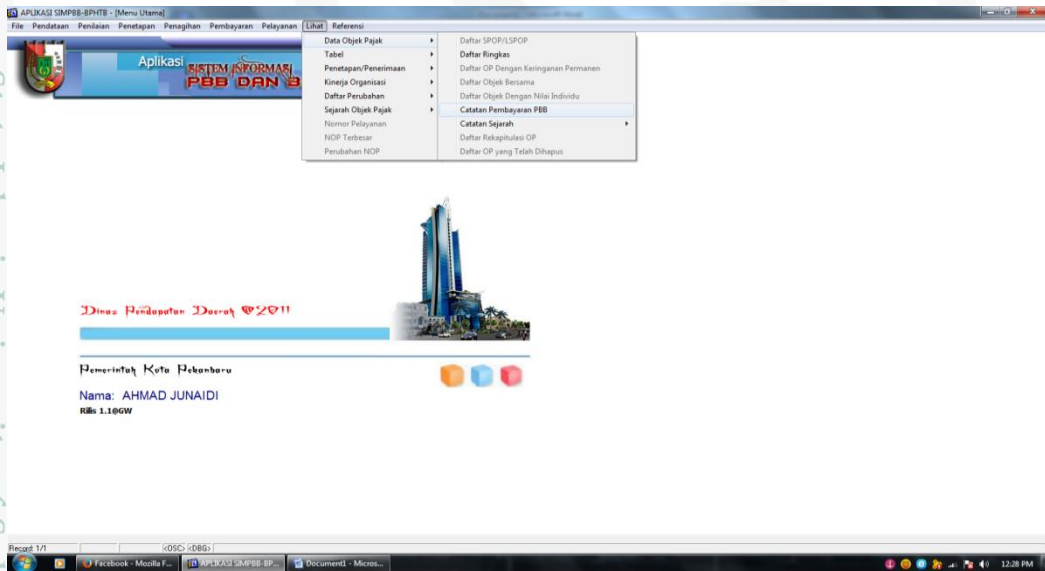 APLIKASI SIMPBB-BPHTB - [Menu Utama]
File Pendataan Penilaian Penetapan Penagihan Pembayaran Pelayanan Lihat Referensi
Aplikasi SISTEM INFORMASI
PBB DAN B
Data Objek Pajak
Tabel
Penetapan/Penerimaan
Kinerja Organisasi
Daftar Perubahan
Sejarah Objek Pajak
Nomor Pelayanan
NOP Terbesar
Perubahan NOP
Daftar SPOP/LSPOP
Daftar Ringkas
Daftar OP Dengan Keringanan Permanen
Daftar Objek Bersama
Daftar Objek Dengan Nilai Individu
Catatan Pembayaran PBB
Catatan Sejarah
Daftar Rekapitulasi OP
Daftar OP yang Telah Dihapus
Dinas Pendapatan Daerah @2011
Pemerintah Kota Pekanbaru
Nama: AHMAD JUNAIDI
Rilis 1.1@GW
Record: 1/1 <OSC> <DBG>
Facebook - Mozilla F... APLIKASI SIMPBB-BP... Document1 - Micros... 12:28 PM